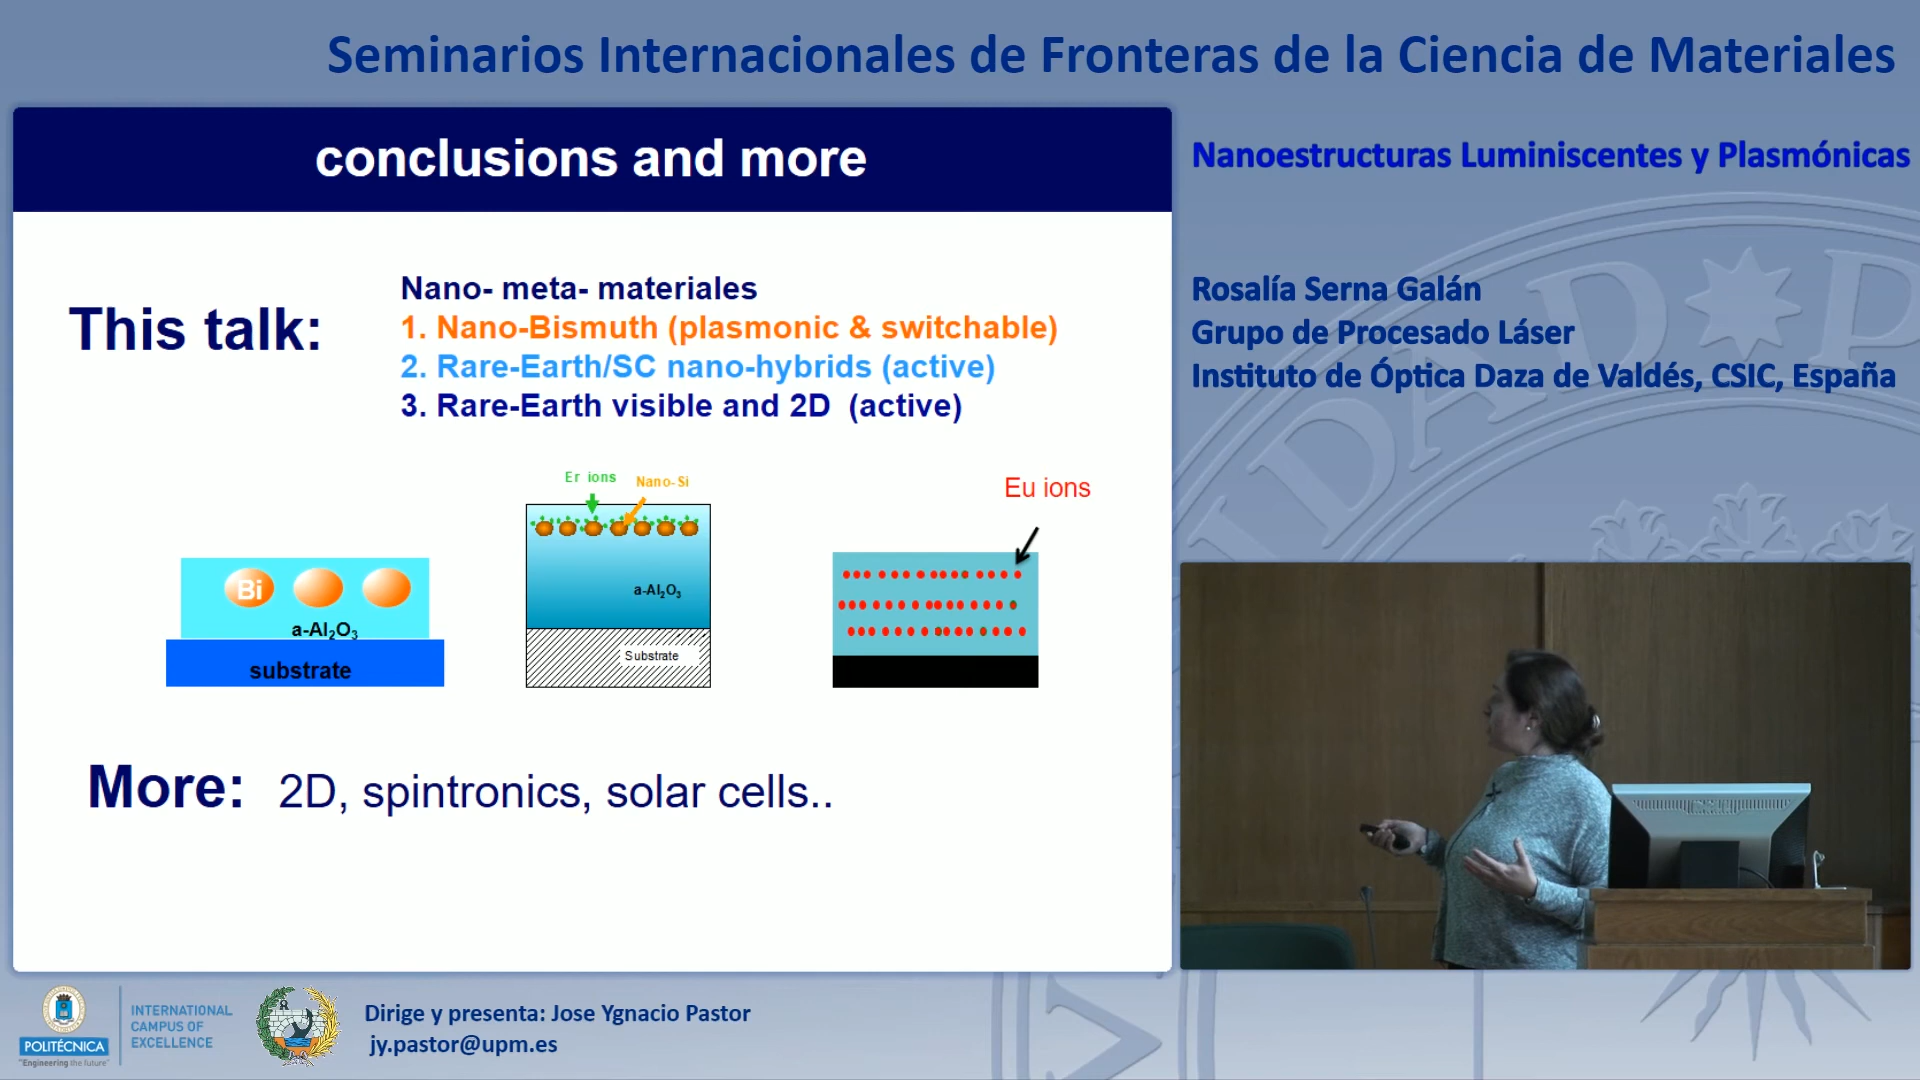 Seminarios Internacionales de Fronteras de la Ciencia de Materiales
conclusions and more
This talk:
Nano- meta- materiales
1. Nano-Bismuth (plasmonic & switchable)
2. Rare-Earth/SC nano-hybrids (active)
3. Rare-Earth visible and 2D (active)
Bi
a-Al2O3
substrate
Er ions
Nano-Si
a-Al2O3
Substrate
Eu ions
More: 2D, spintronics, solar cells..
Nanoestructuras Luminiscentes y Plasmónicas
Rosalía Serna Galán
Grupo de Procesado Láser
Instituto de Óptica Daza de Valdés, CSIC, España
POLITÉCNICA
"Engineering the future"
INTERNATIONAL
CAMPUS OF
EXCELLENCE
Dirige y presenta: Jose Ygnacio Pastor
jy.pastor@upm.es